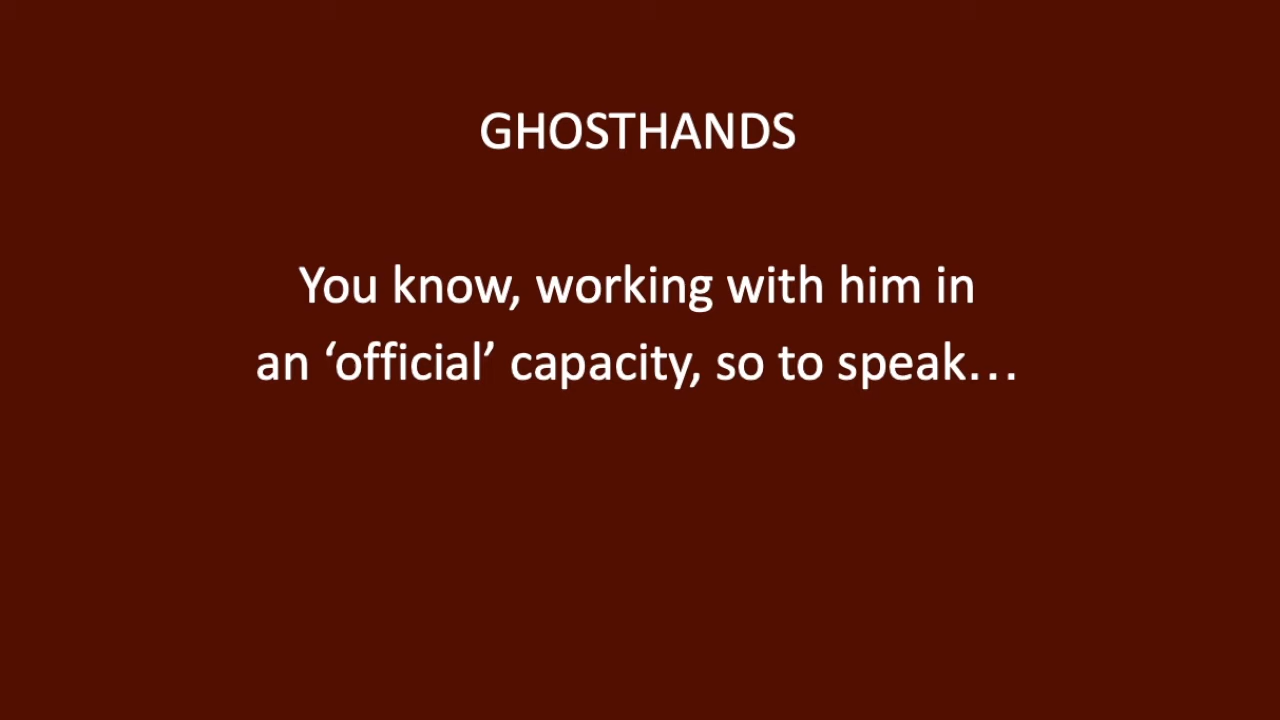 GHOSTHANDS
You know, working with him in
an ‘official’ capacity, so to speak…